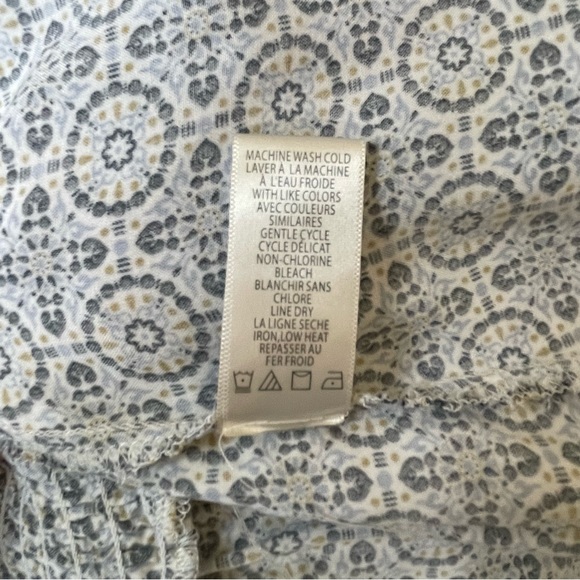 MACHINE WASH COLD
LAVER À LA MACHINE
À L'EAU FROIDE
WITH LIKE COLORS
AVEC COULEURS
SIMILAIRES
GENTLE CYCLE
CYCLE DÉLICAT
NON-CHLORINE
BLEACH
BLANCHIR SANS
CHLORE
LINE DRY
LA LIGNE SECHE
IRON,LOW HEAT
REPASSER AU
FER FROID